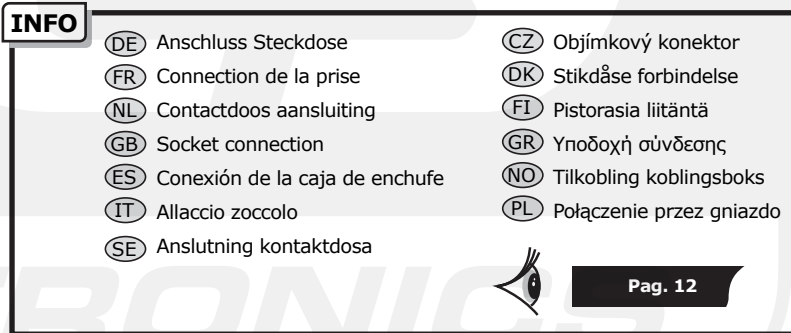 INFO
DE Anschluss Steckdose
FR Connection de la prise
NL Contactdoos aansluiting
GB Socket connection
ES Conexión de la caja de enchufe
IT Allaccio zoccolo
SE Anslutning kontaktdosa
CZ Objímkový konektor
DK Stikdåse forbindelse
FI Pistorasia liitäntä
GR Υποδοχή σύνδεσης
NO Tilkobling koblingsboks
PL Połączenie przez gniazdo
Pag. 12
TRONICS